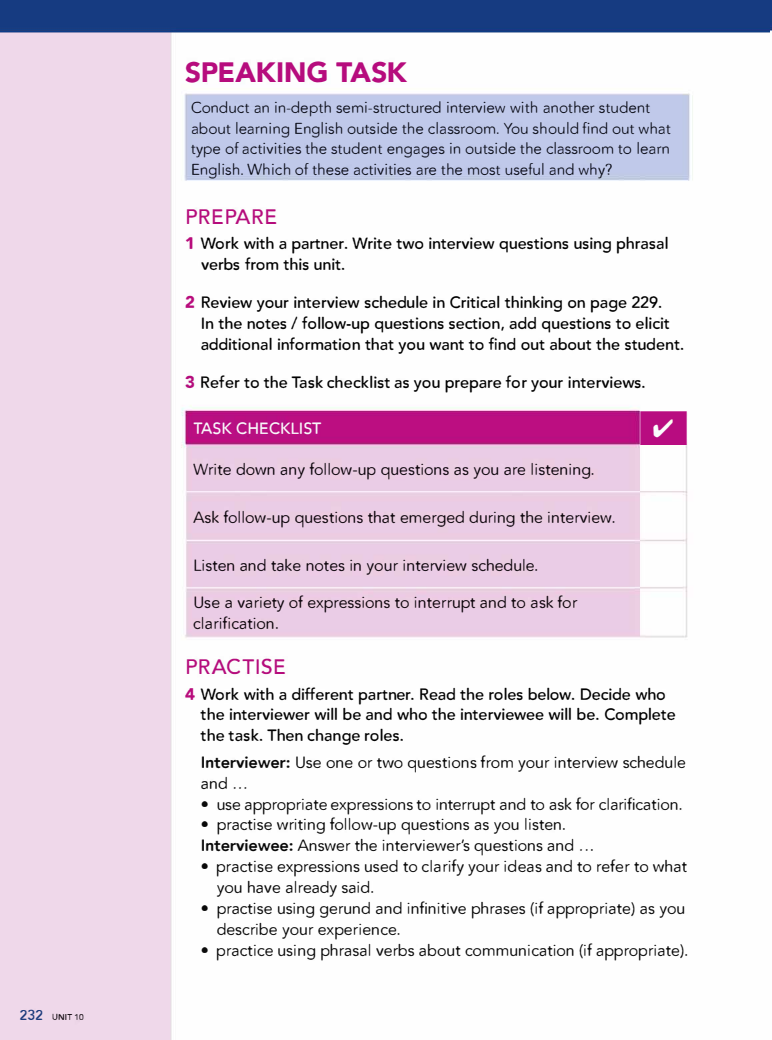 SPEAKING TASK
Conduct an in-depth semi-structured interview with another student
about learning English outside the classroom. You should find out what
type of activities the student engages in outside the classroom to learn
English. Which of these activities are the most useful and why?
PREPARE
1 Work with a partner. Write two interview questions using phrasal
verbs from this unit.
2 Review your interview schedule in Critical thinking on page 229.
In the notes / follow-up questions section, add questions to elicit
additional information that you want to find out about the student.
3 Refer to the Task checklist as you prepare for your interviews.
TASK CHECKLIST ✔
Write down any follow-up questions as you are listening.
Ask follow-up questions that emerged during the interview.
Listen and take notes in your interview schedule.
Use a variety of expressions to interrupt and to ask for
clarification.
PRACTISE
4 Work with a different partner. Read the roles below. Decide who
the interviewer will be and who the interviewee will be. Complete
the task. Then change roles.
Interviewer: Use one or two questions from your interview schedule
and ...
• use appropriate expressions to interrupt and to ask for clarification.
• practise writing follow-up questions as you listen.
Interviewee: Answer the interviewer's questions and ...
• practise expressions used to clarify your ideas and to refer to what
you have already said.
• practise using gerund and infinitive phrases (if appropriate) as you
describe your experience.
• practice using phrasal verbs about communication (if appropriate).
232 UNIT 10